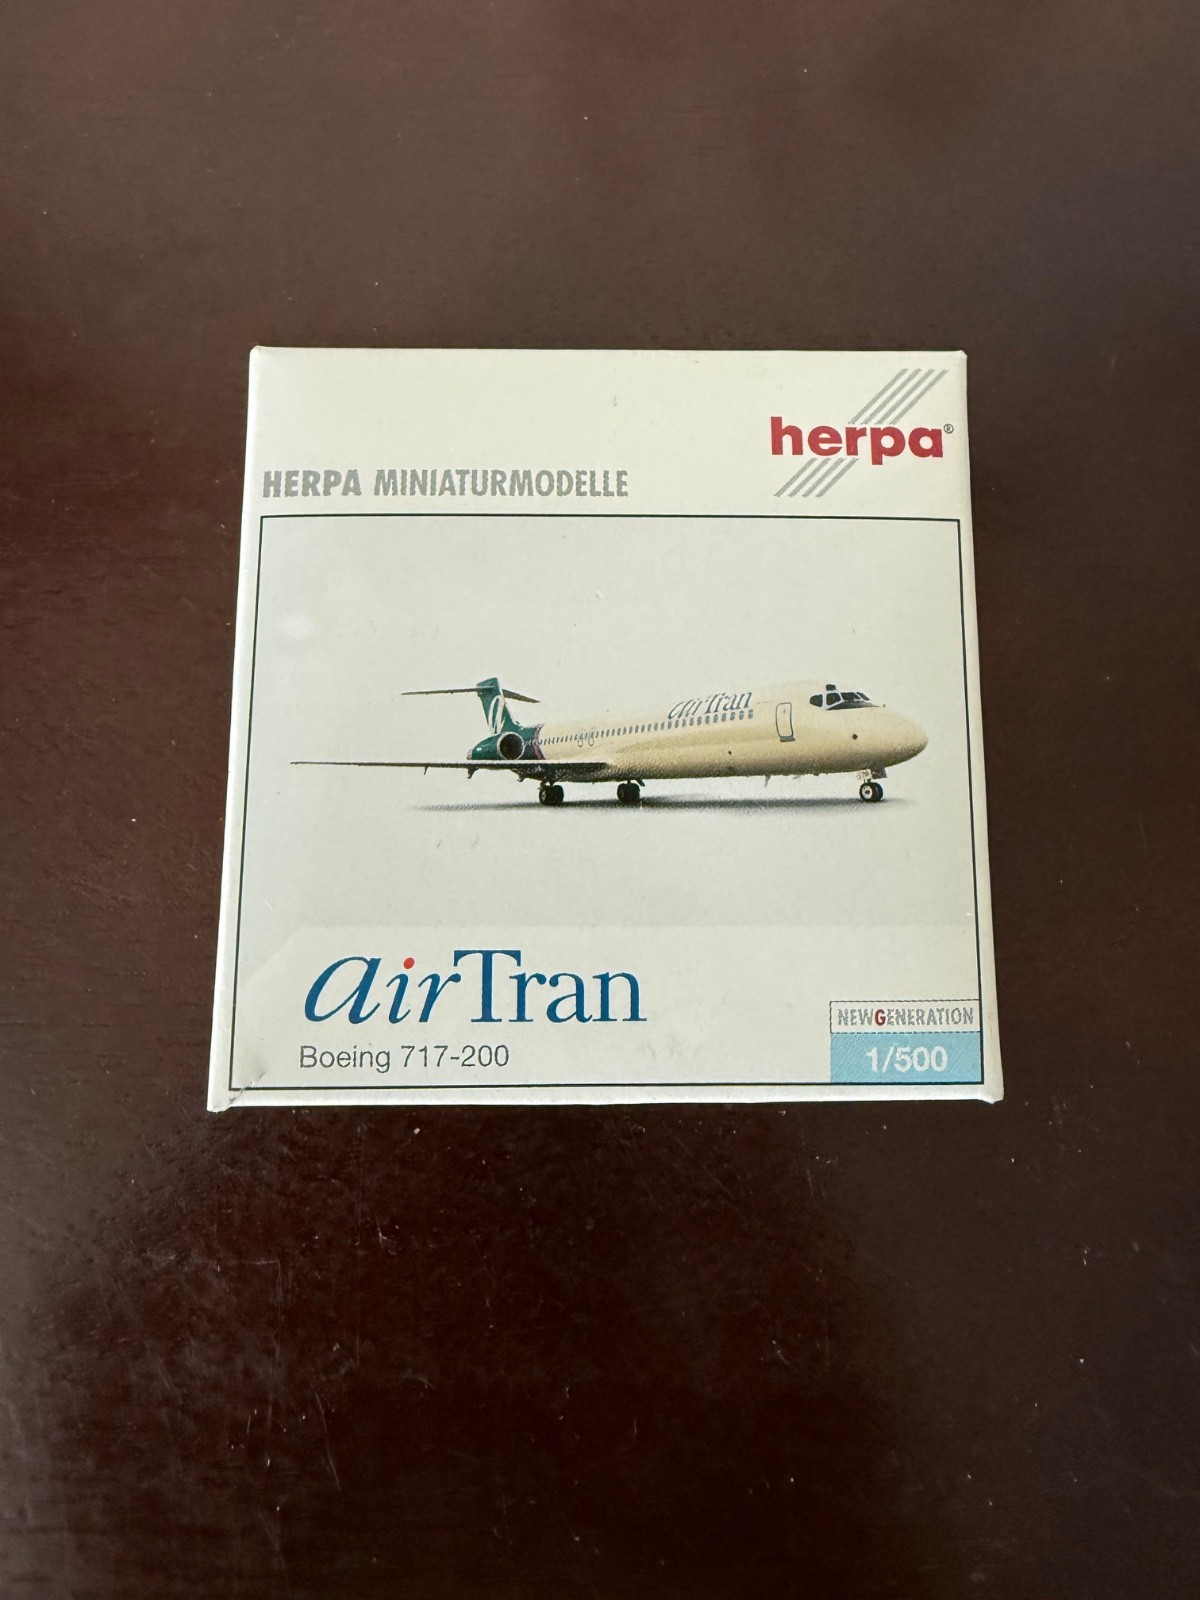 herpa®
HERPA MINIATURMODELLE
airTran
a
airTran
Boeing 717-200
NEWGENERATION
1/500